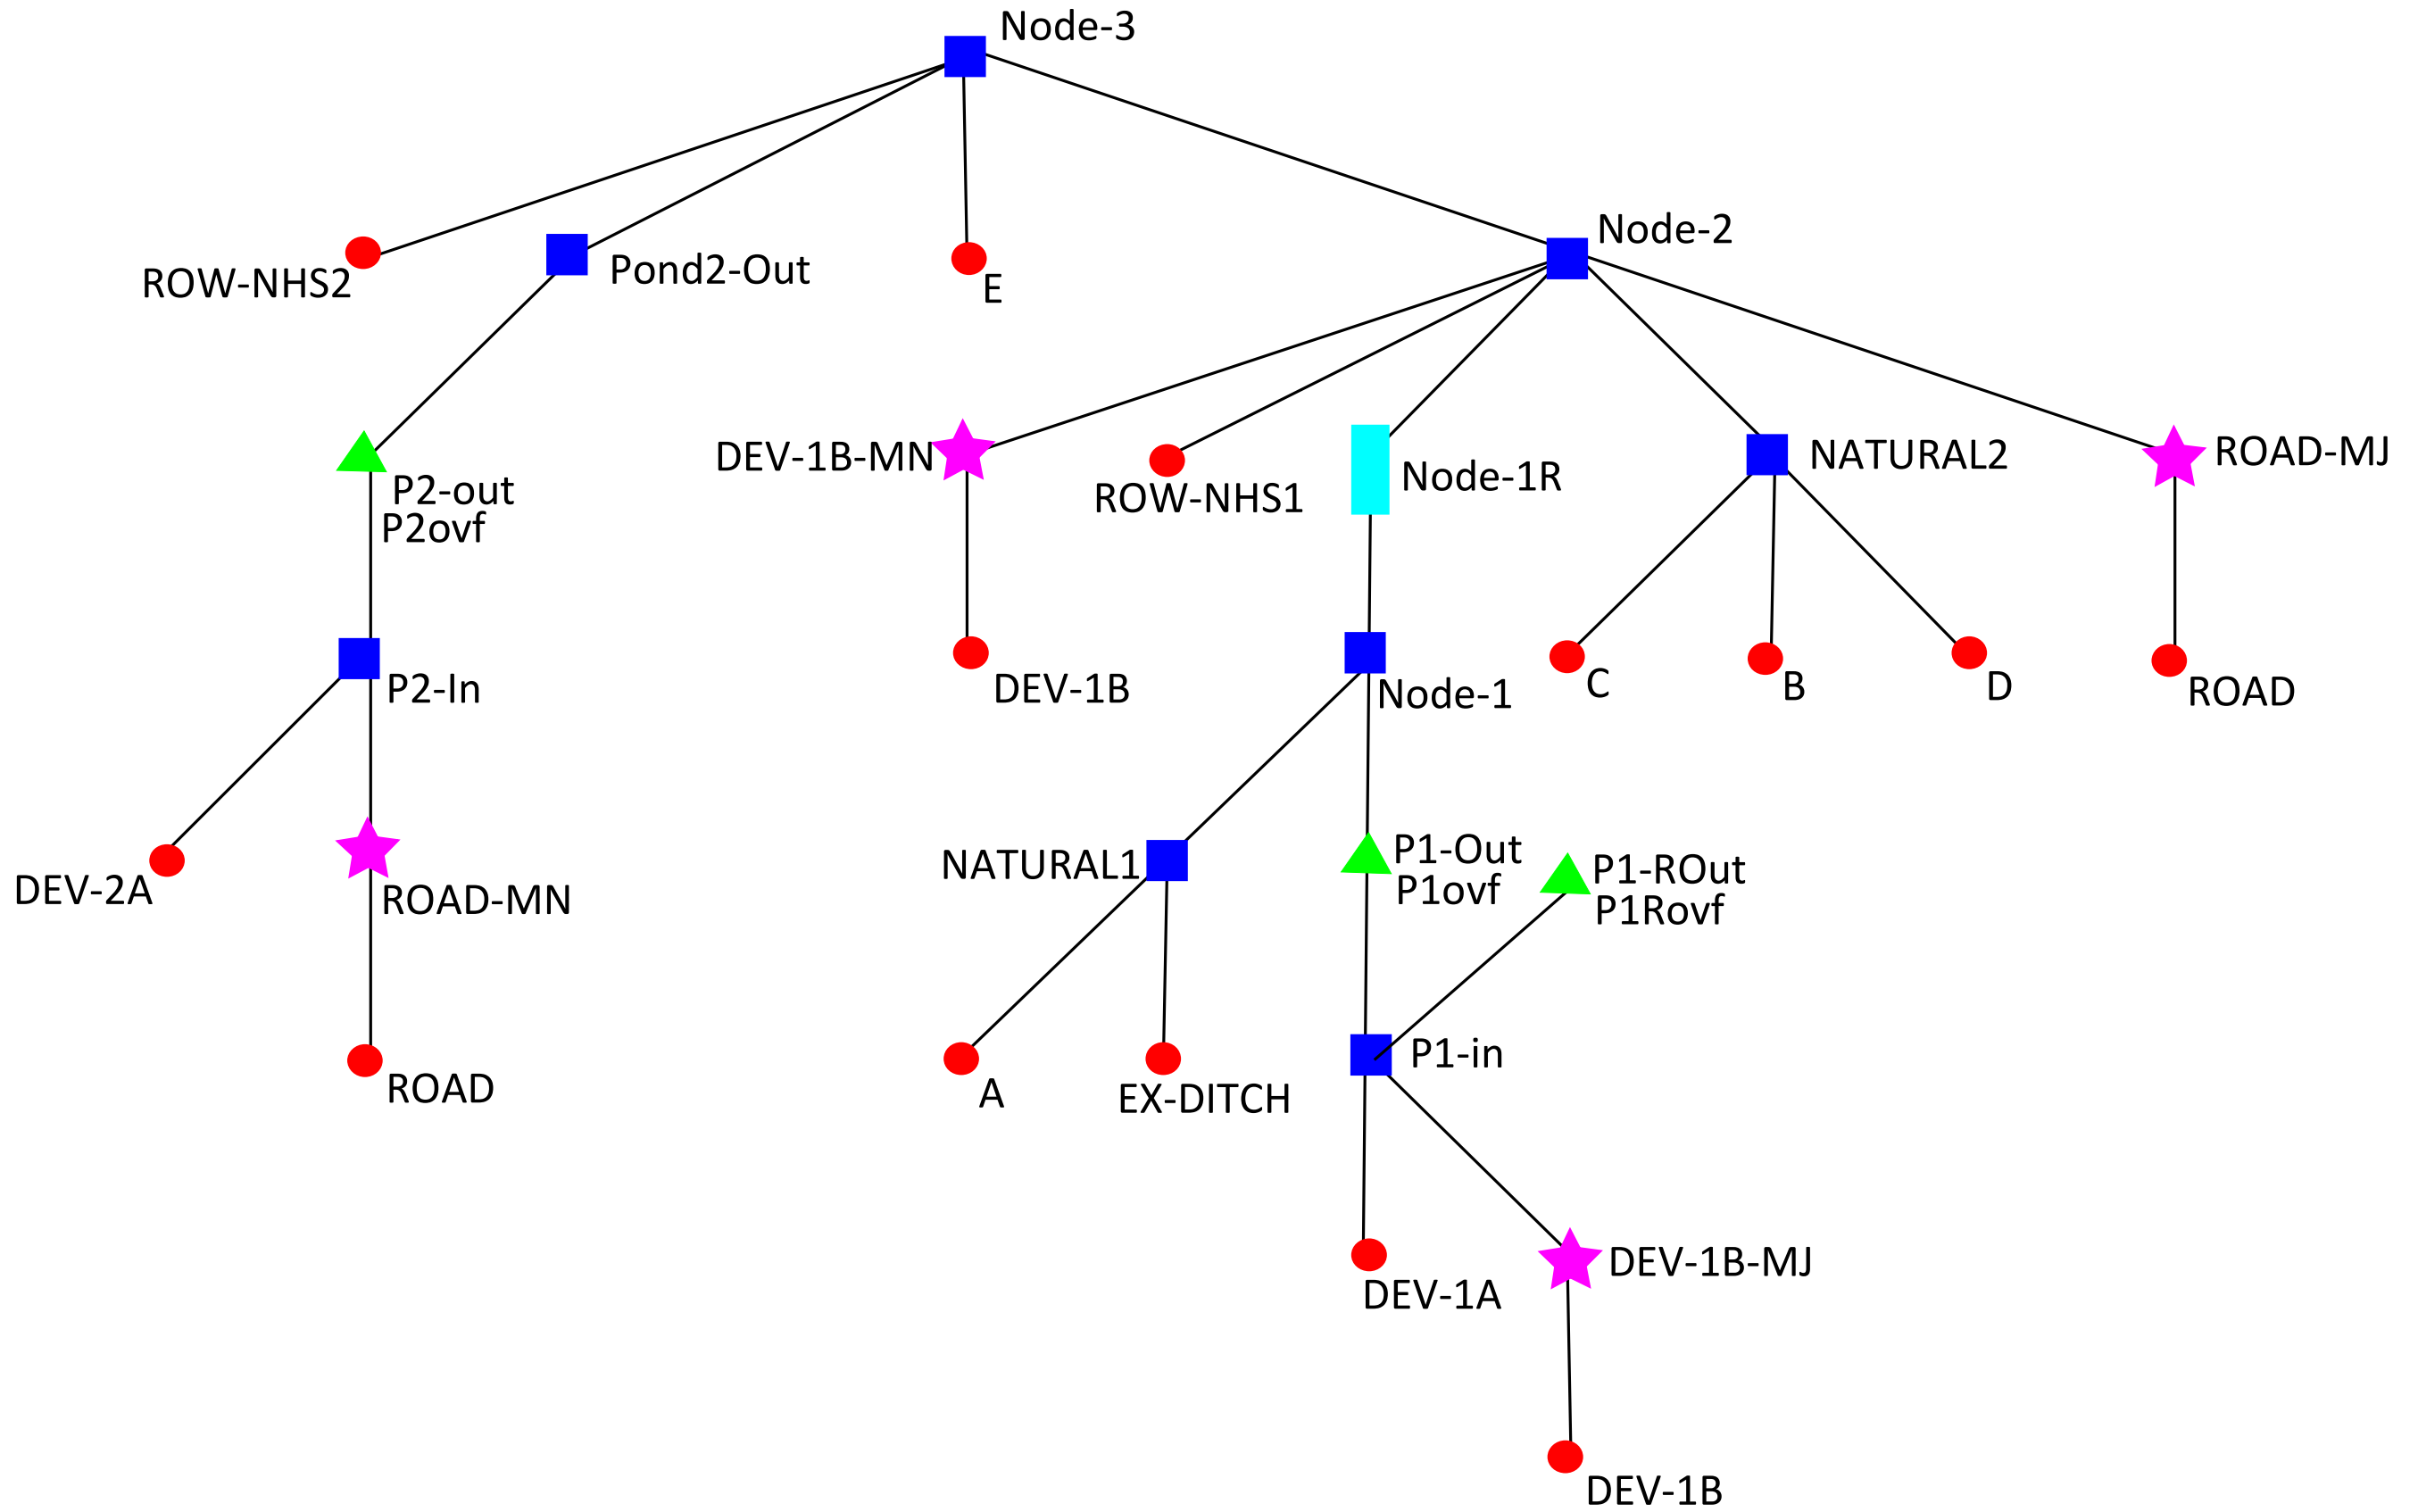 Node-3
Node-2
ROW-NHS2
Pond2-Out
E
DEV-1B-MN
ROW-NHS1
Node-1R
NATURAL2
ROAD-MJ
P2-out
P2ovf
P2-In
DEV-1B
Node-1
C
B
D
ROAD
DEV-2A
ROAD-MN
NATURAL1
P1-Out
P1ovf
P1-ROut
P1Rovf
ROAD
A
EX-DITCH
P1-in
DEV-1A
DEV-1B-MJ
DEV-1B